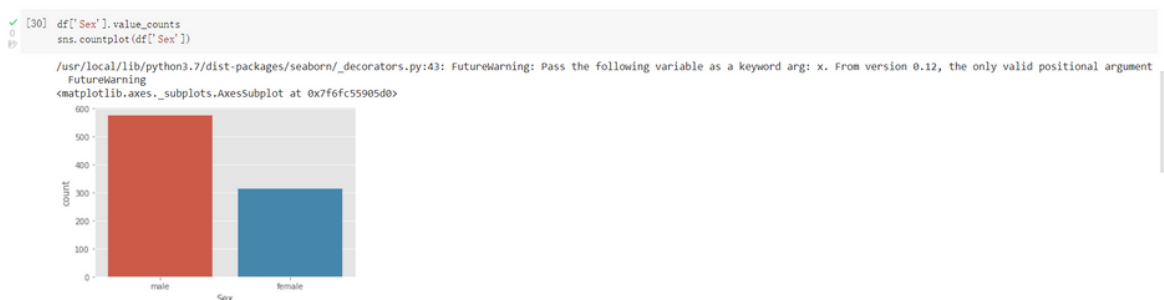 [30] df['Sex'].value_counts
0 sns.countplot(df['Sex'])
/usr/local/lib/python3.7/dist-packages/seaborn/_decorators.py:43: FutureWarning: Pass the following variable as a keyword arg: x. From version 0.12, the only valid positional argument
FutureWarning
<matplotlib.axes._subplots.AxesSubplot at 0x7f6fc55905d0>
600
500
400
300
200
100
0
count
male female
Sex